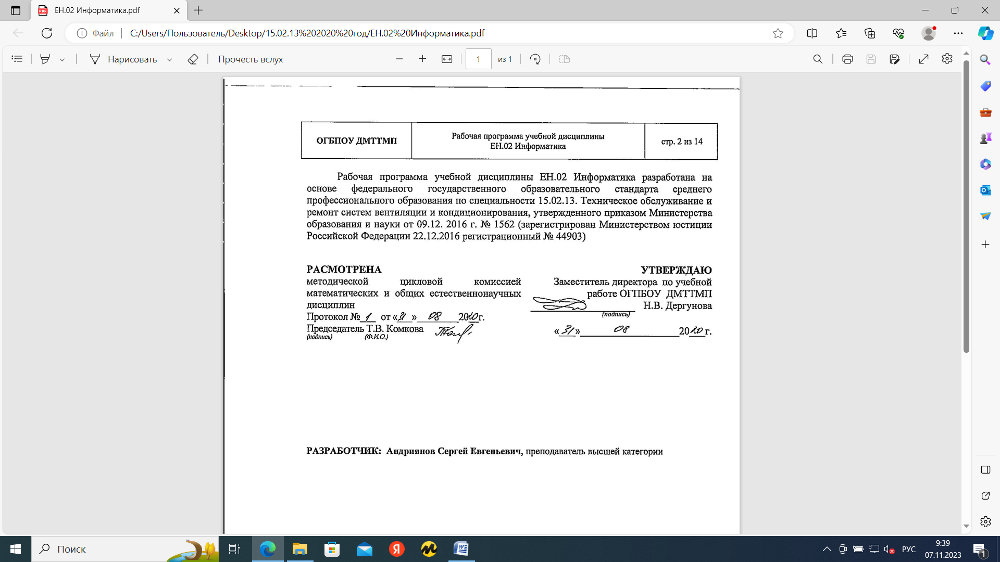 ЕН.02 Информатика.pdf
Файл
C:/Users/Пользователь/Desktop/15.02.13%202020%20год/ЕН.02%20Информатика.pdf
Нарисовать
Прочесть вслух
1
из 1
ОГБПОУ ДМТТМП
Рабочая программа учебной дисциплины
ЕН.02 Информатика
стр. 2 из 14
Рабочая программа учебной дисциплины ЕН.02 Информатика разработана на
основе федерального государственного образовательного стандарта среднего
профессионального образования по специальности 15.02.13. Техническое обслуживание и
ремонт систем вентиляции и кондиционирования, утвержденного приказом Министерства
образования и науки от 09.12. 2016 г. № 1562 (зарегистрирован Министерством юстиции
Российской Федерации 22.12.2016 регистрационный № 44903)
РАСМОТРЕНА
методической цикловой комиссией
математических и общих естественнонаучных
дисциплин
Протокол № 1 от «31» 08 2020г.
Председатель Т.В. Комкова
(подпись) (Ф.И.О.)
УТВЕРЖДАЮ
Заместитель директора по учебной
работе ОГПБОУ ДМТТМП
Н.В. Дергунова
(подпись)
«31» 08 2020 г.
РАЗРАБОТЧИК: Андриянов Сергей Евгеньевич, преподаватель высшей категории
Поиск
РУС
9:39
07.11.2023
1